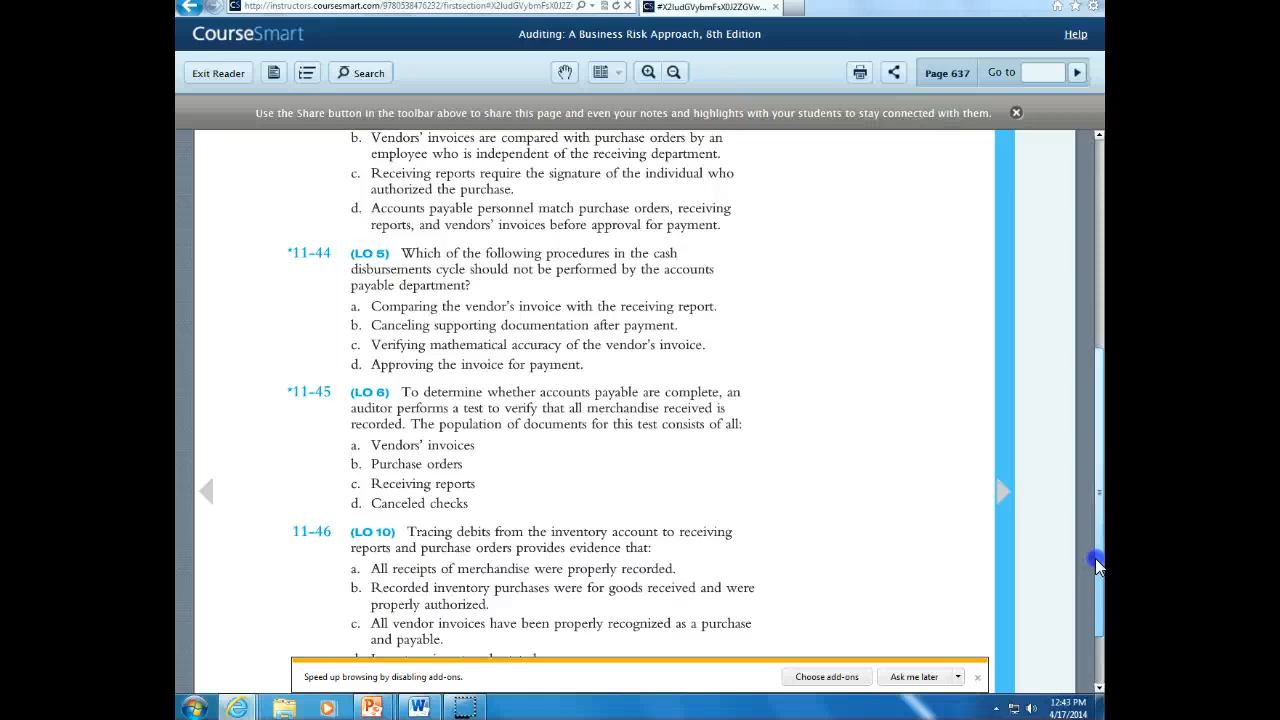 http://instructors.coursesmart.com/9780538476232/firstsection#X2ludGVybmFsX0J2ZGVZl
#X2ludGVybmFsX0J2ZGVw...
CourseSmart
Auditing: A Business Risk Approach, 8th Edition
Help
Exit Reader
Search
Page 637
Go to
Use the Share button in the toolbar above to share this page and even your notes and highlights with your students to stay connected with them.
b. Vendors' invoices are compared with purchase orders by an
employee who is independent of the receiving department.
c. Receiving reports require the signature of the individual who
authorized the purchase.
d. Accounts payable personnel match purchase orders, receiving
reports, and vendors' invoices before approval for payment.
*11-44 (LO 5) Which of the following procedures in the cash
disbursements cycle should not be performed by the accounts
payable department?
a. Comparing the vendor's invoice with the receiving report.
b. Canceling supporting documentation after payment.
c. Verifying mathematical accuracy of the vendor's invoice.
d. Approving the invoice for payment.
*11-45 (LO 6) To determine whether accounts payable are complete, an
auditor performs a test to verify that all merchandise received is
recorded. The population of documents for this test consists of all:
a. Vendors' invoices
b. Purchase orders
c. Receiving reports
d. Canceled checks
11-46 (LO 10) Tracing debits from the inventory account to receiving
reports and purchase orders provides evidence that:
a. All receipts of merchandise were properly recorded.
b. Recorded inventory purchases were for goods received and were
properly authorized.
c. All vendor invoices have been properly recognized as a purchase
and payable.
Speed up browsing by disabling add-ons.
Choose add-ons
Ask me later
12:43 PM
4/17/2014